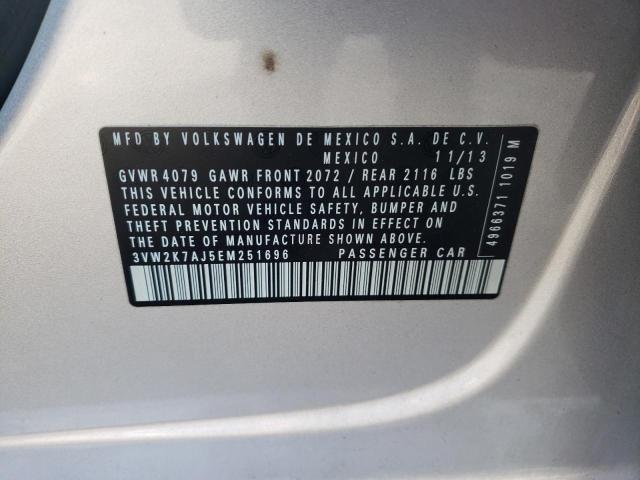 MFD BY VOLKSWAGEN DE MEXICO S.A. DE C.V.
MEXICO 11/13
GVWR 4079 GAWR FRONT 2072 / REAR 2116 LBS
THIS VEHICLE CONFORMS TO ALL APPLICABLE U.S.
FEDERAL MOTOR VEHICLE SAFETY, BUMPER AND
THEFT PREVENTION STANDARDS IN EFFECT ON
THE DATE OF MANUFACTURE SHOWN ABOVE.
3VW2K7AJ5EM251696 PASSENGER CAR
4966371 1019 M